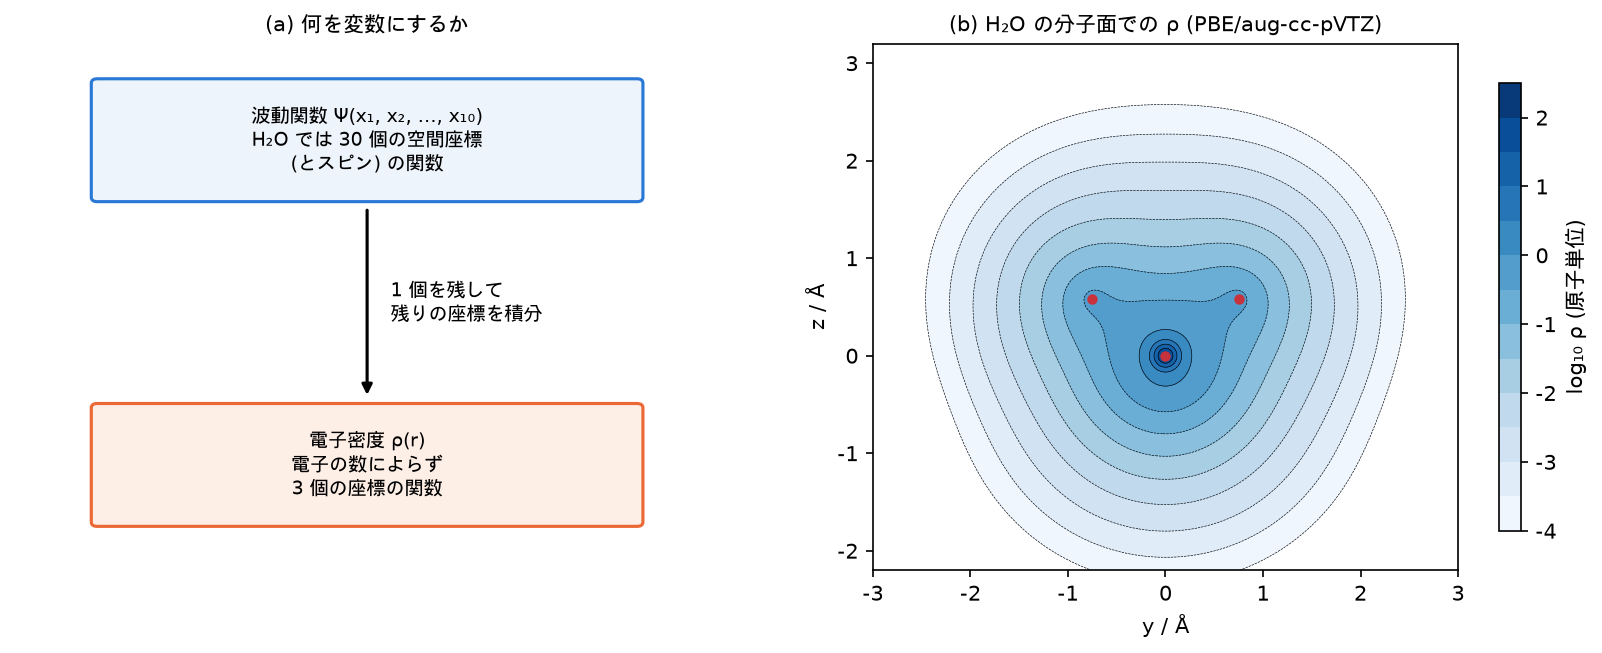 (a) 何を変数にするか
波動関数 Ψ(x₁, x₂, …, x₁₀)
H₂O では 30 個の空間座標
(とスピン) の関数
1 個を残して
残りの座標を積分
電子密度 ρ(r)
電子の数によらず
3 個の座標の関数
(b) H₂O の分子面での ρ (PBE/aug-cc-pVTZ)
3
2
1
0
-1
-2
z / Å
-3
-2
-1
0
1
2
3
y / Å
2
1
0
-1
-2
-3
-4
log₁₀ ρ (原子単位)